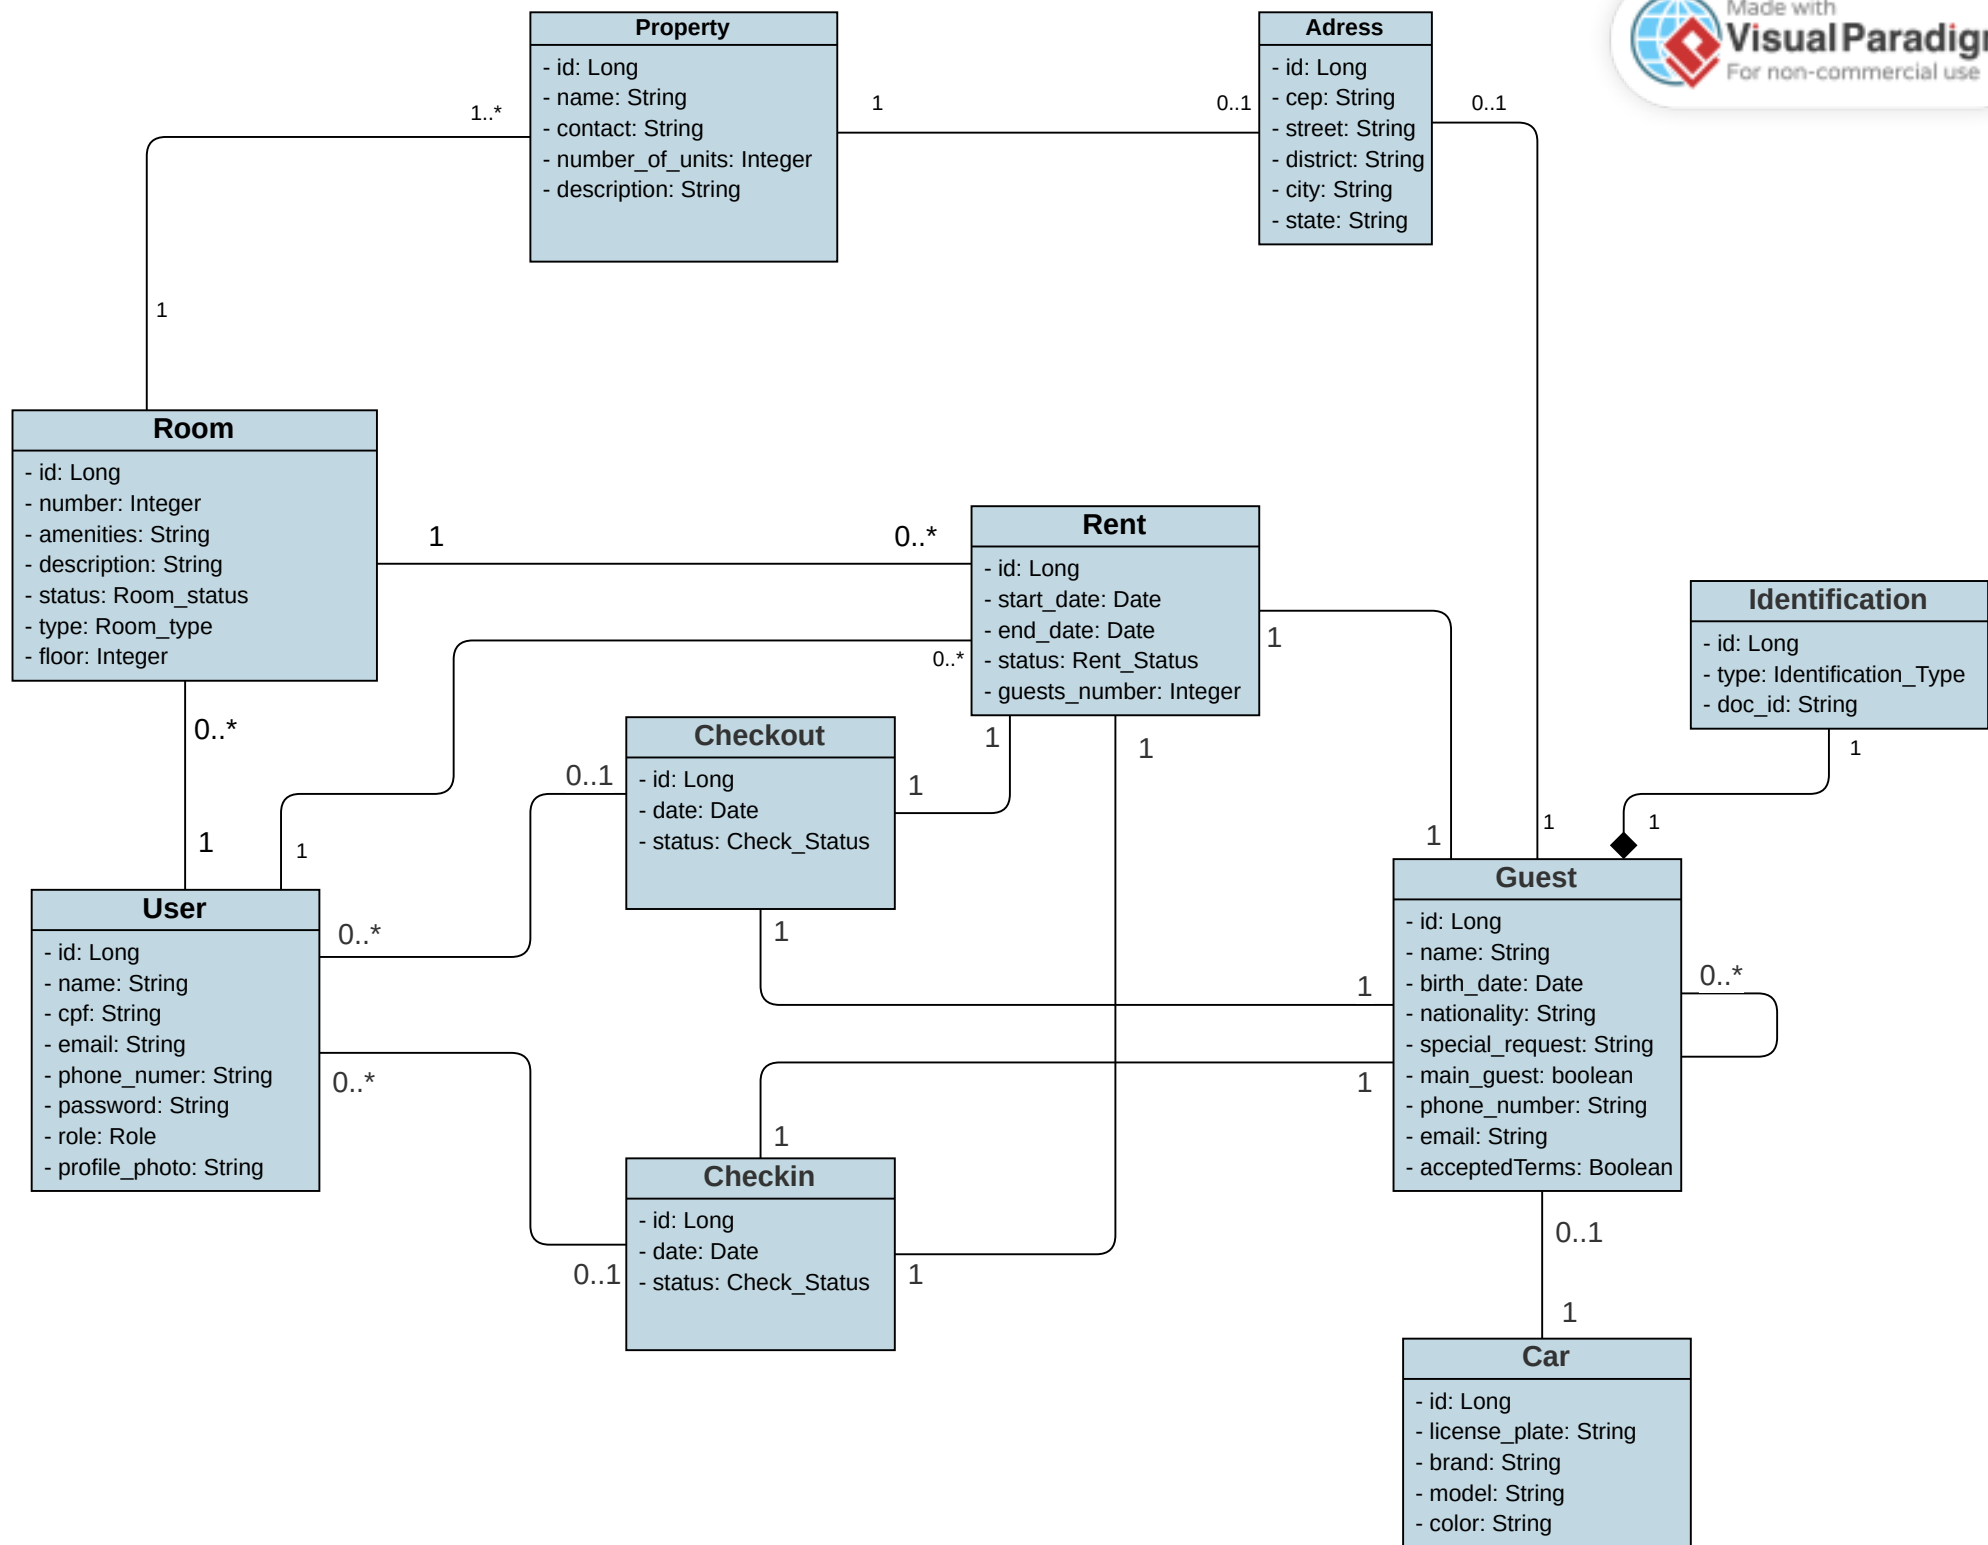 Made with
Visual Paradigm
For non-commercial use
Property
- id: Long
- name: String
- contact: String
- number_of_units: Integer
- description: String
Adress
- id: Long
- cep: String
- street: String
- district: String
- city: String
- state: String
1..*
1
0..1
0..1
1
Room
- id: Long
- number: Integer
- amenities: String
- description: String
- status: Room_status
- type: Room_type
- floor: Integer
1
0..*
Rent
- id: Long
- start_date: Date
- end_date: Date
- status: Rent_Status
- guests_number: Integer
0..*
1
1
1
Identification
- id: Long
- type: Identification_Type
- doc_id: String
1
1
0..*
1
1
Checkout
- id: Long
- date: Date
- status: Check_Status
0..1
1
1
1
1
User
- id: Long
- name: String
- cpf: String
- email: String
- phone_numer: String
- password: String
- role: Role
- profile_photo: String
0..*
0..*
Guest
- id: Long
- name: String
- birth_date: Date
- nationality: String
- special_request: String
- main_guest: boolean
- phone_number: String
- email: String
- acceptedTerms: Boolean
1
1
0..*
Checkin
- id: Long
- date: Date
- status: Check_Status
1
0..1
1
0..1
1
Car
- id: Long
- license_plate: String
- brand: String
- model: String
- color: String